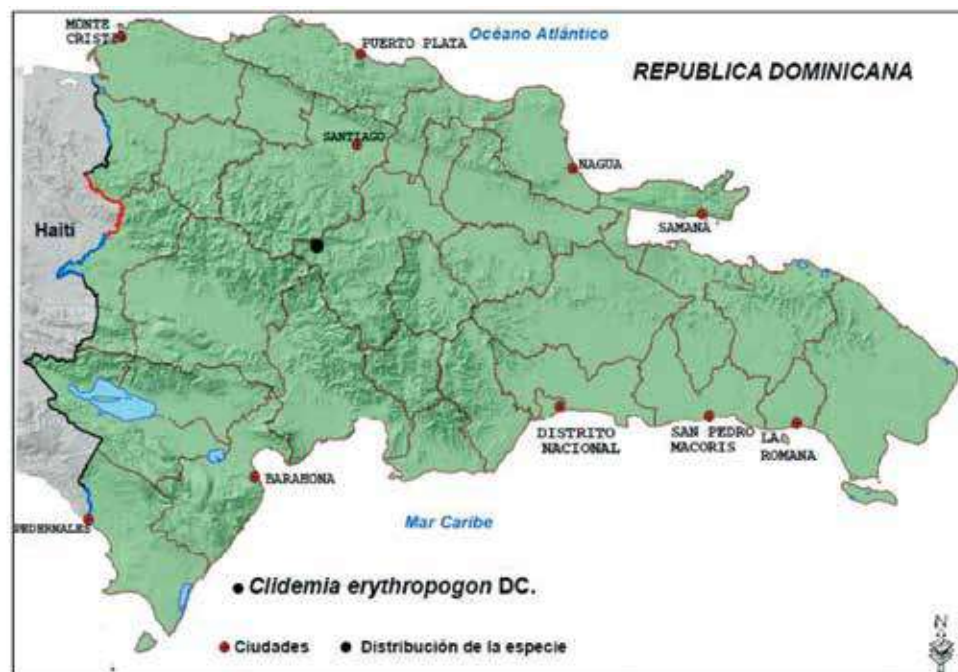 MONTE
CRISTI
PUERTO PLATA
Océano Atlántico
REPUBLICA DOMINICANA
SANTIAGO
NAGUA
SAMANA
Haití
DISTRITO
NACIONAL
SAN PEDRO
MACORIS
LA
ROMANA
BARAHONA
PEDERNALES
Mar Caribe
Clidemia erythropogon DC.
Ciudades
Distribución de la especie
N